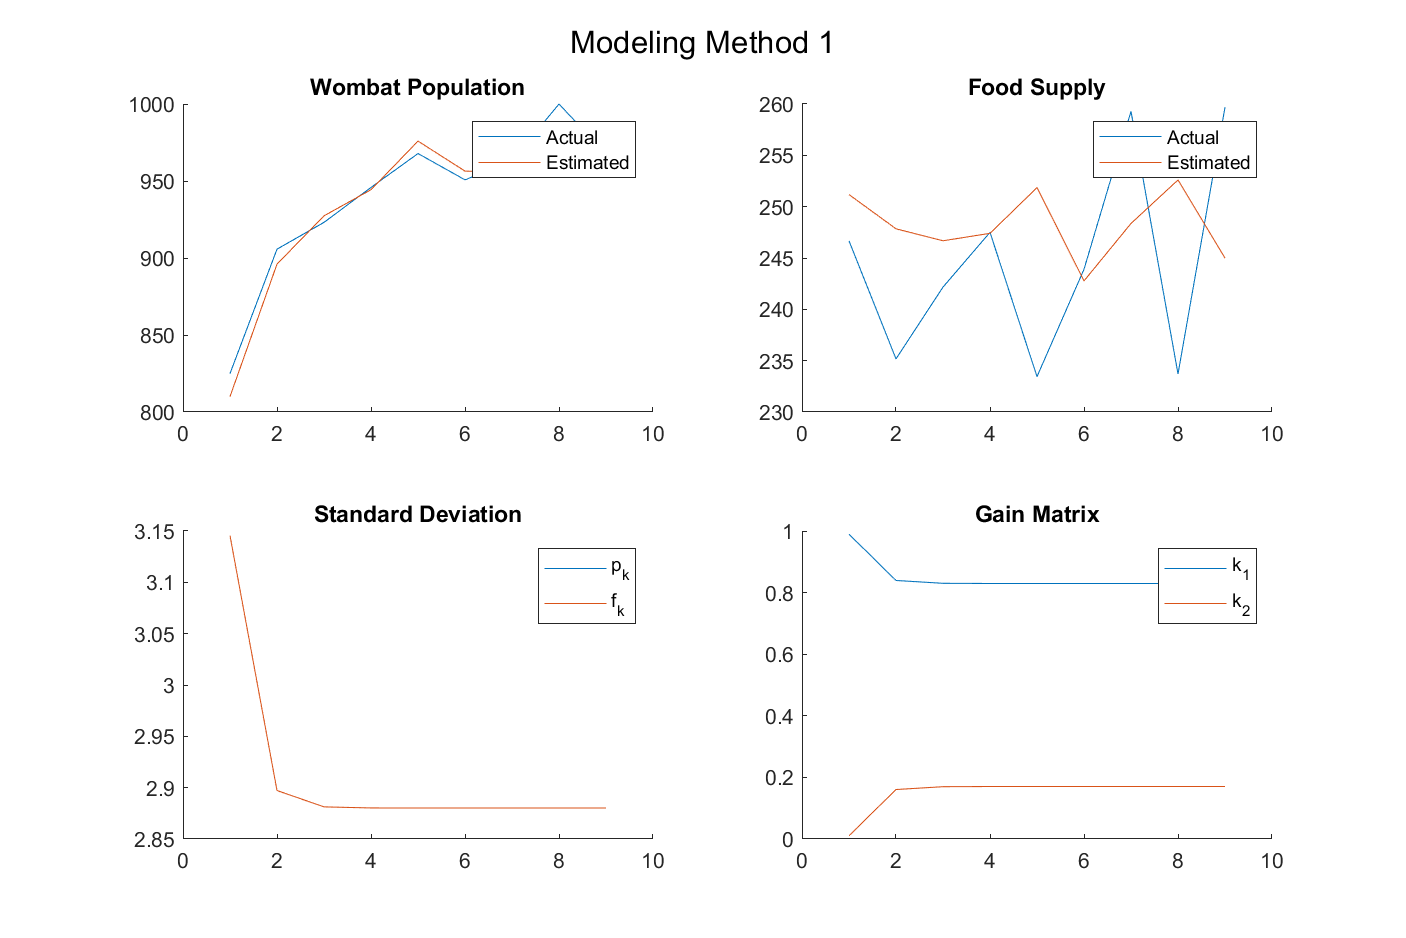 Modeling Method 1
Wombat Population
1000
950
900
850
800
0 2 4 6 8 10
Actual
Estimated
Food Supply
260
255
250
245
240
235
230
0 2 4 6 8 10
Actual
Estimated
Standard Deviation
3.15
3.1
3.05
3
2.95
2.9
2.85
0 2 4 6 8 10
p_k
f_k
Gain Matrix
1
0.8
0.6
0.4
0.2
0
0 2 4 6 8 10
k_1
k_2